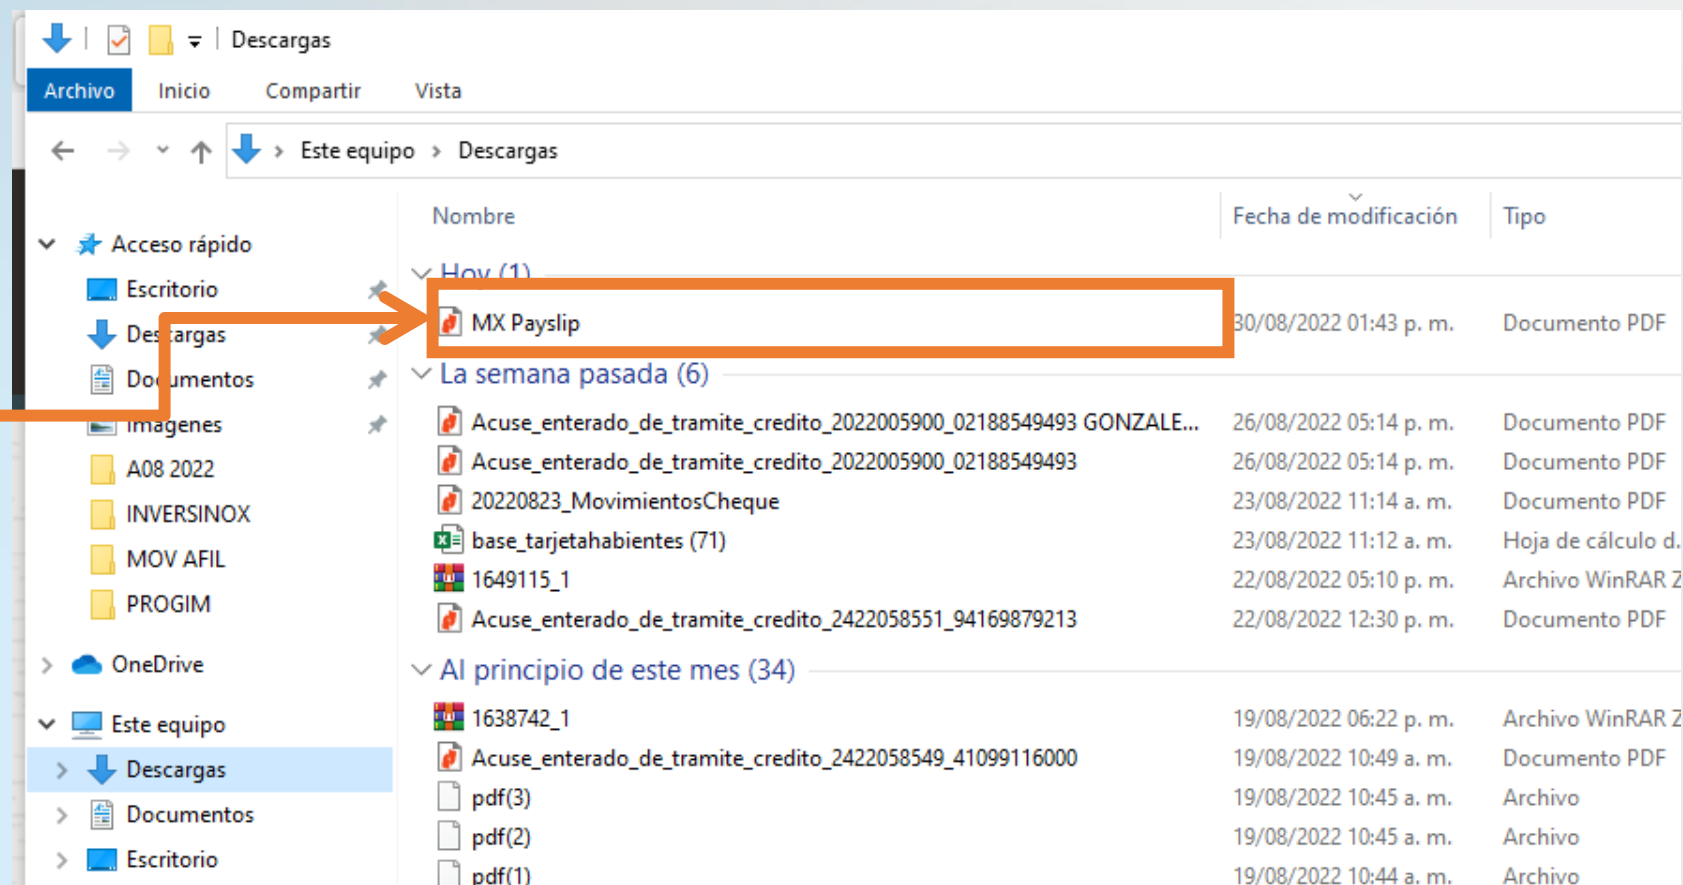 Descargas
Archivo Inicio Compartir Vista
Este equipo > Descargas
Nombre Fecha de modificación Tipo
Acceso rápido
Escritorio
Descargas
Documentos
Imágenes
A08 2022
INVERSINOX
MOV AFIL
PROGIM
OneDrive
Este equipo
Descargas
Documentos
Escritorio
Hoy (1)
MX Payslip 30/08/2022 01:43 p. m. Documento PDF
La semana pasada (6)
Acuse_enterado_de_tramite_credito_2022005900_02188549493 GONZALE... 26/08/2022 05:14 p. m. Documento PDF
Acuse_enterado_de_tramite_credito_2022005900_02188549493 26/08/2022 05:14 p. m. Documento PDF
20220823_MovimientosCheque 23/08/2022 11:14 a. m. Documento PDF
base_tarjetahabientes (71) 23/08/2022 11:12 a. m. Hoja de cálculo d.
1649115_1 22/08/2022 05:10 p. m. Archivo WinRAR Z
Acuse_enterado_de_tramite_credito_2422058551_94169879213 22/08/2022 12:30 p. m. Documento PDF
Al principio de este mes (34)
1638742_1 19/08/2022 06:22 p. m. Archivo WinRAR Z
Acuse_enterado_de_tramite_credito_2422058549_41099116000 19/08/2022 10:49 a. m. Documento PDF
pdf(3) 19/08/2022 10:45 a. m. Archivo
pdf(2) 19/08/2022 10:45 a. m. Archivo
pdf(1) 19/08/2022 10:44 a. m. Archivo